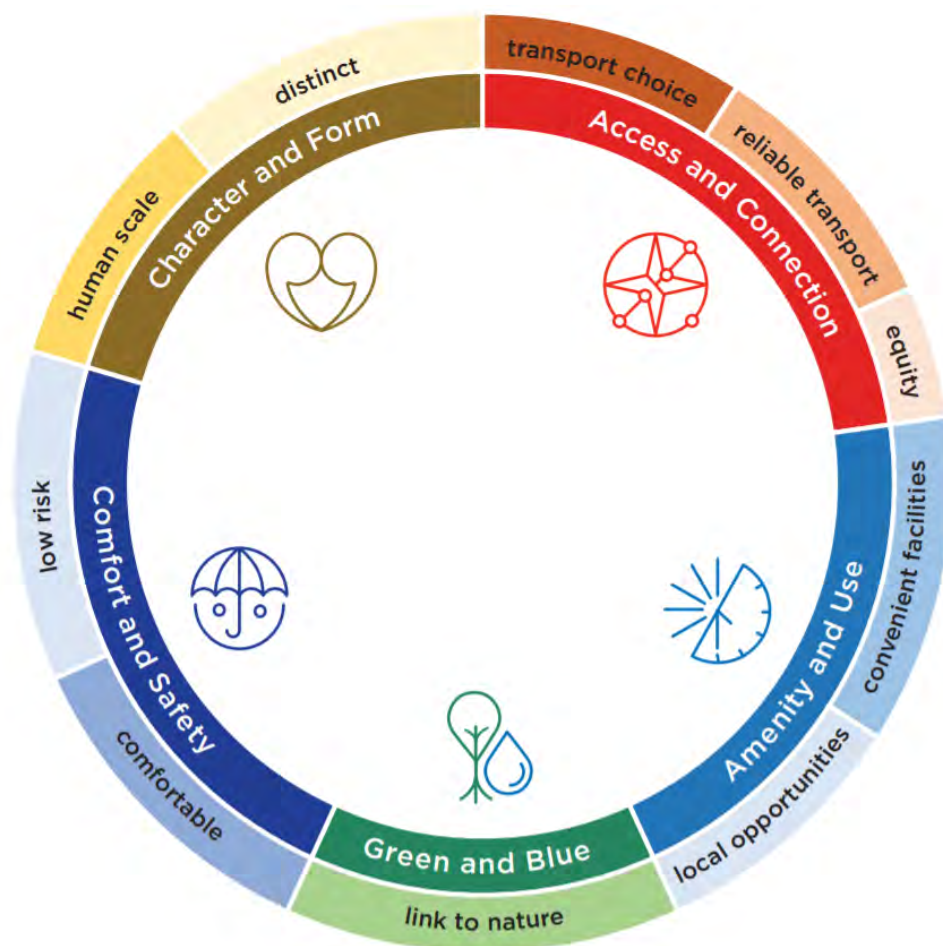 transport choice
reliable transport
equity
Access and Connection
convenient facilities
local opportunities
Amenity and Use
link to nature
Green and Blue
comfortable
low risk
Comfort and Safety
human scale
distinct
Character and Form